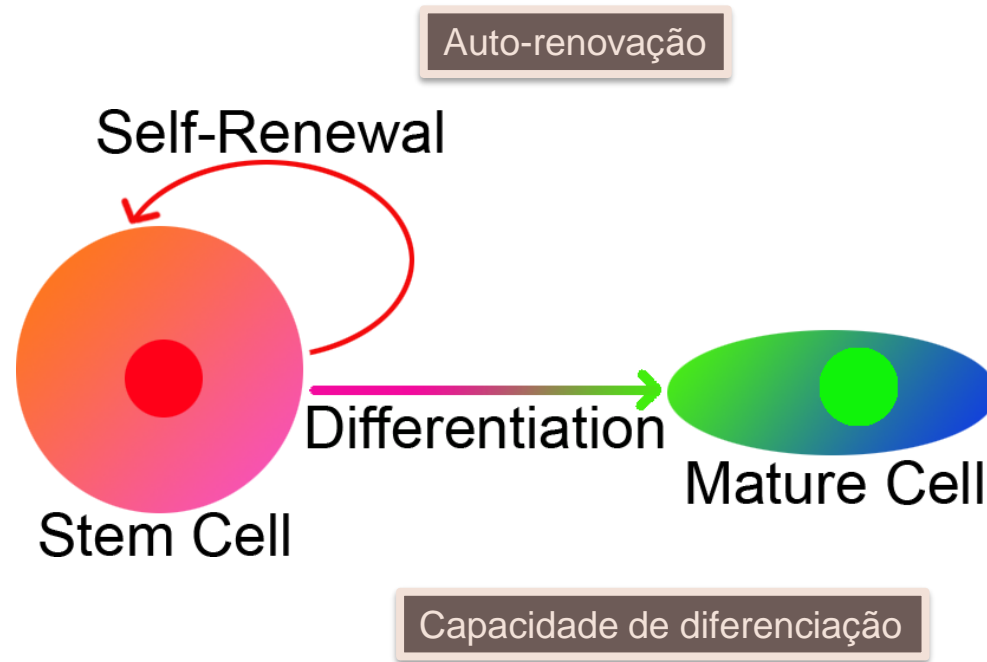 Auto-renovação
Self-Renewal
Differentiation
Mature Cell
Stem Cell
Capacidade de diferenciação